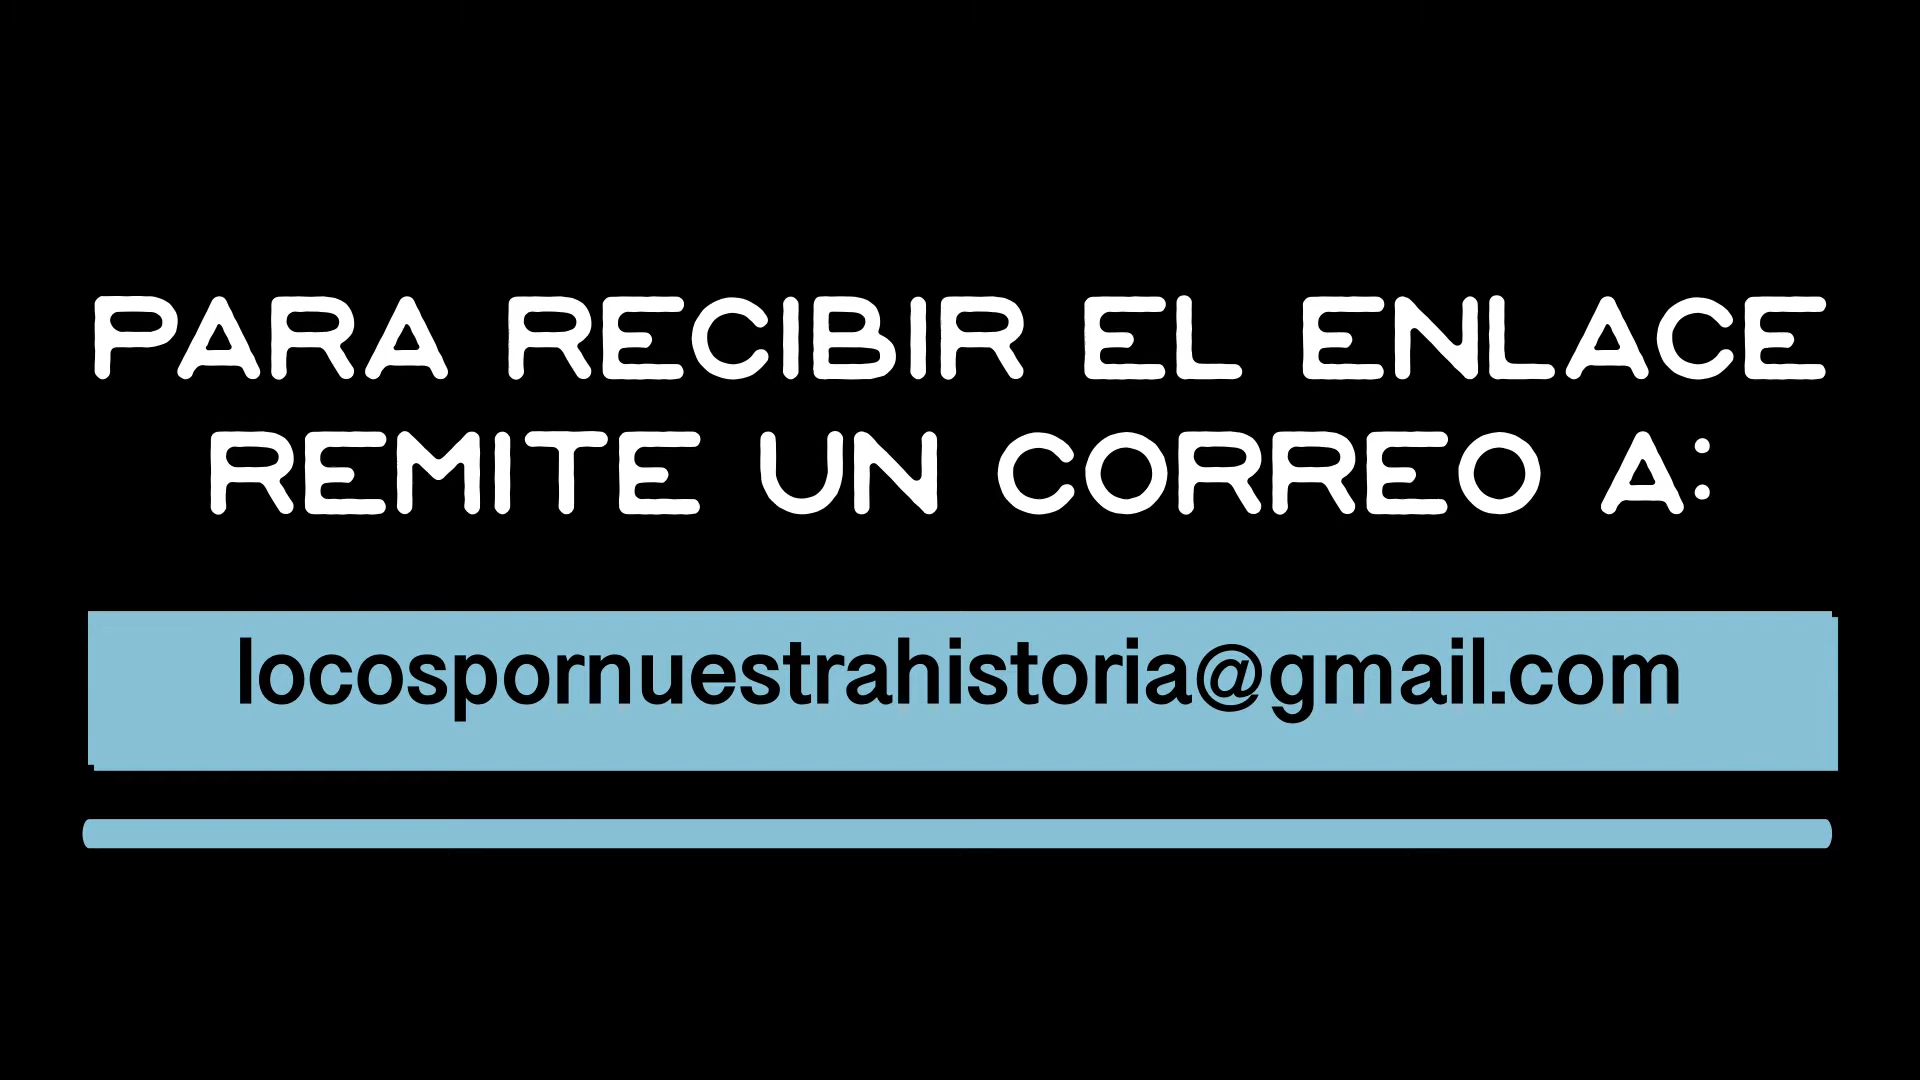 PARA RECIBIR EL ENLACE
REMITE UN CORREO A:
locospornuestrahistoria@gmail.com